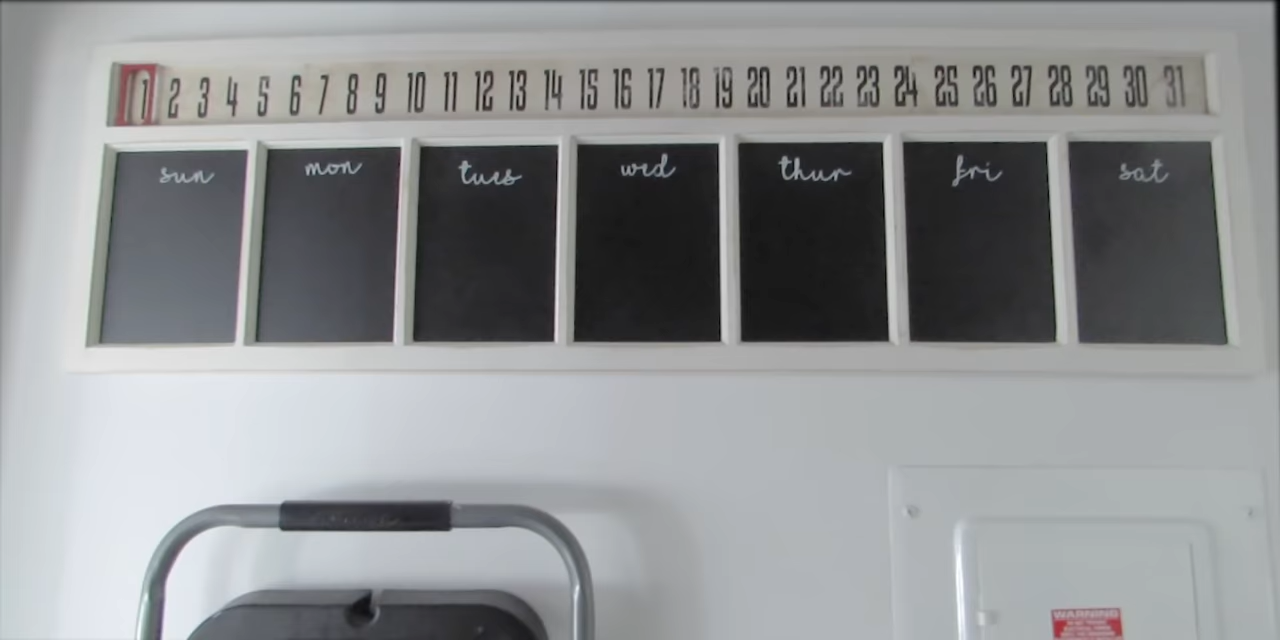 1 2 3 4 5 6 7 8 9 10 11 12 13 14 15 16 17 18 19 20 21 22 23 24 25 26 27 28 29 30 31
sun mon tues wed thur fri sat
WARNING